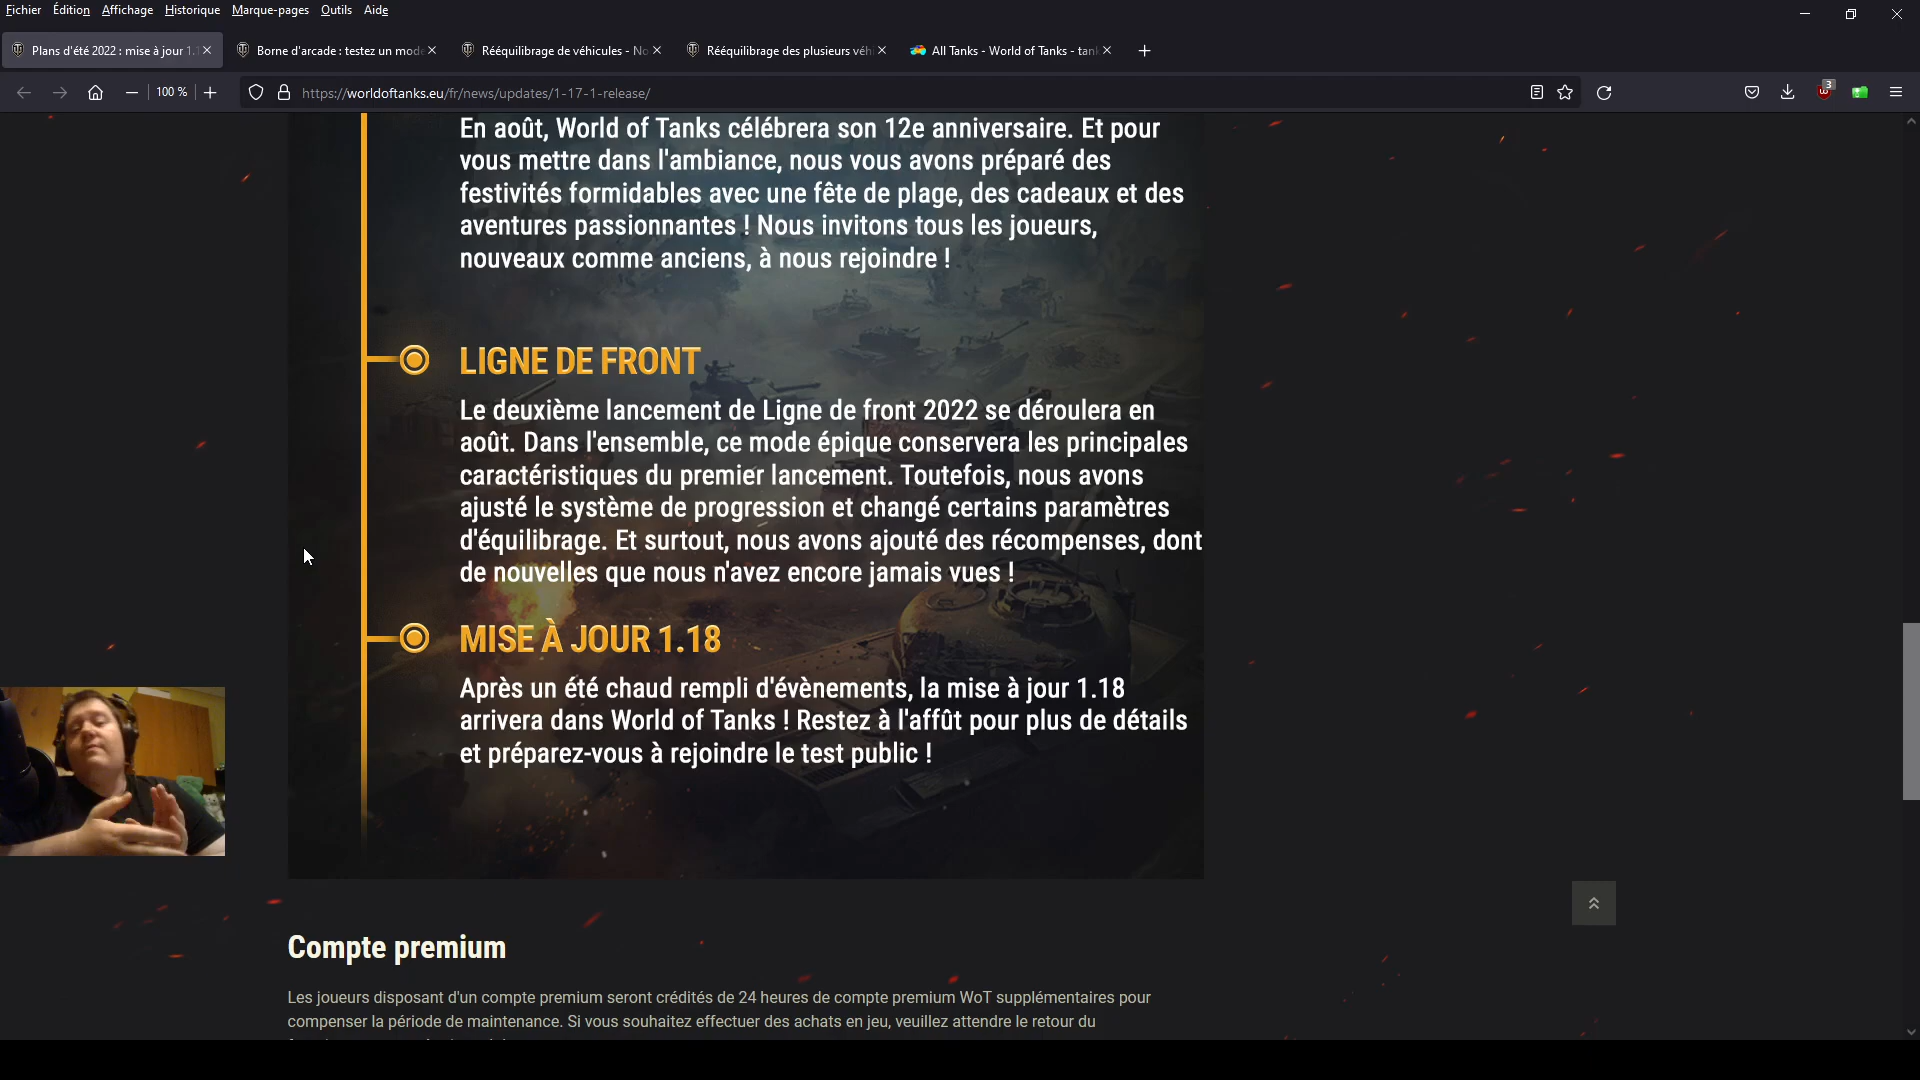 Fichier Édition Affichage Historique Marque-pages Outils Aide
Plans d'été 2022 : mise à jour 1.1
Borne d'arcade : testez un mode
Rééquilibrage de véhicules - No
Rééquilibrage des plusieurs véhi
All Tanks - World of Tanks - tank
100 %
https://worldoftanks.eu/fr/news/updates/1-17-1-release/
3
En août, World of Tanks célébrera son 12e anniversaire. Et pour
vous mettre dans l'ambiance, nous vous avons préparé des
festivités formidables avec une fête de plage, des cadeaux et des
aventures passionnantes ! Nous invitons tous les joueurs,
nouveaux comme anciens, à nous rejoindre !
LIGNE DE FRONT
Le deuxième lancement de Ligne de front 2022 se déroulera en
août. Dans l'ensemble, ce mode épique conservera les principales
caractéristiques du premier lancement. Toutefois, nous avons
ajusté le système de progression et changé certains paramètres
d'équilibrage. Et surtout, nous avons ajouté des récompenses, dont
de nouvelles que nous n'avez encore jamais vues !
MISE À JOUR 1.18
Après un été chaud rempli d'évènements, la mise à jour 1.18
arrivera dans World of Tanks ! Restez à l'affût pour plus de détails
et préparez-vous à rejoindre le test public !
Compte premium
Les joueurs disposant d'un compte premium seront crédités de 24 heures de compte premium WoT supplémentaires pour
compenser la période de maintenance. Si vous souhaitez effectuer des achats en jeu, veuillez attendre le retour du